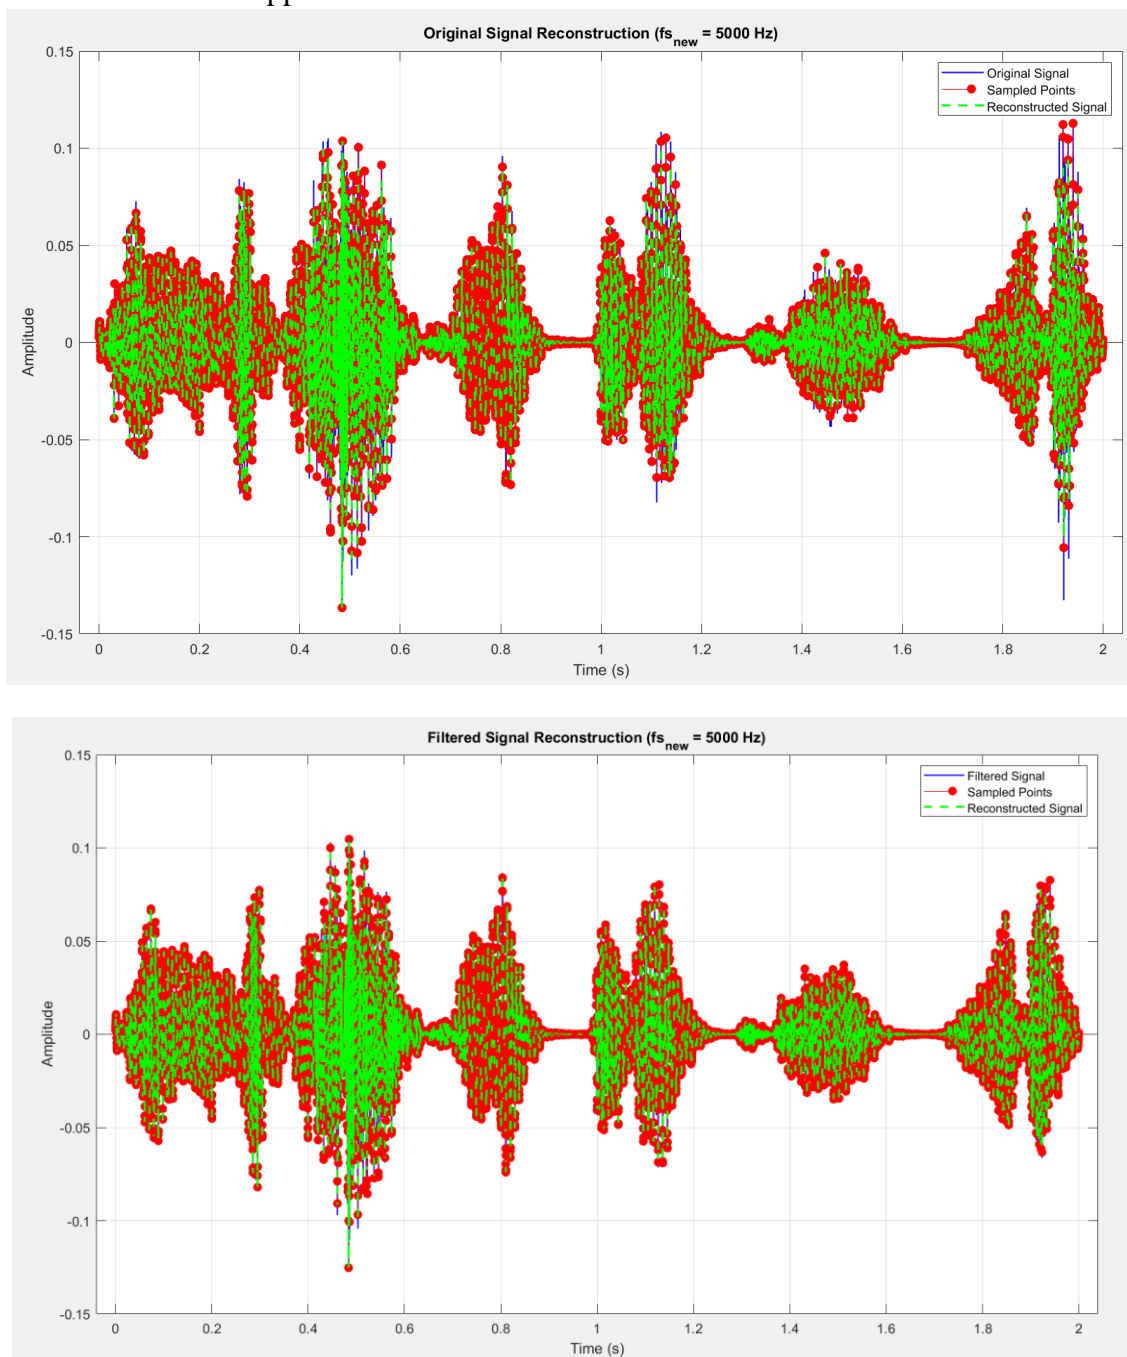 pp
Original Signal Reconstruction (fs_new = 5000 Hz)
Original Signal
Sampled Points
Reconstructed Signal
0.15
0.1
0.05
0
-0.05
-0.1
-0.15
Amplitude
0 0.2 0.4 0.6 0.8 1 1.2 1.4 1.6 1.8 2
Time (s)
Filtered Signal Reconstruction (fs_new = 5000 Hz)
Filtered Signal
Sampled Points
Reconstructed Signal
0.15
0.1
0.05
0
-0.05
-0.1
-0.15
Amplitude
0 0.2 0.4 0.6 0.8 1 1.2 1.4 1.6 1.8 2
Time (s)